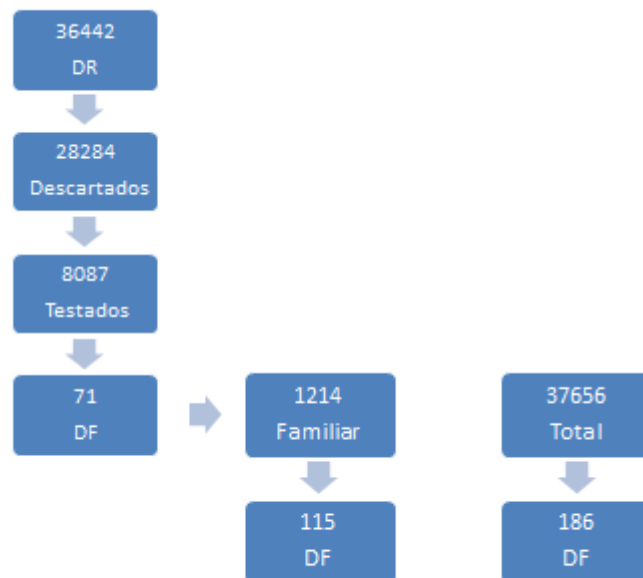 36442
DR
28284
Descartados
8087
Testados
71
DF
1214
Familiar
115
DF
37656
Total
186
DF